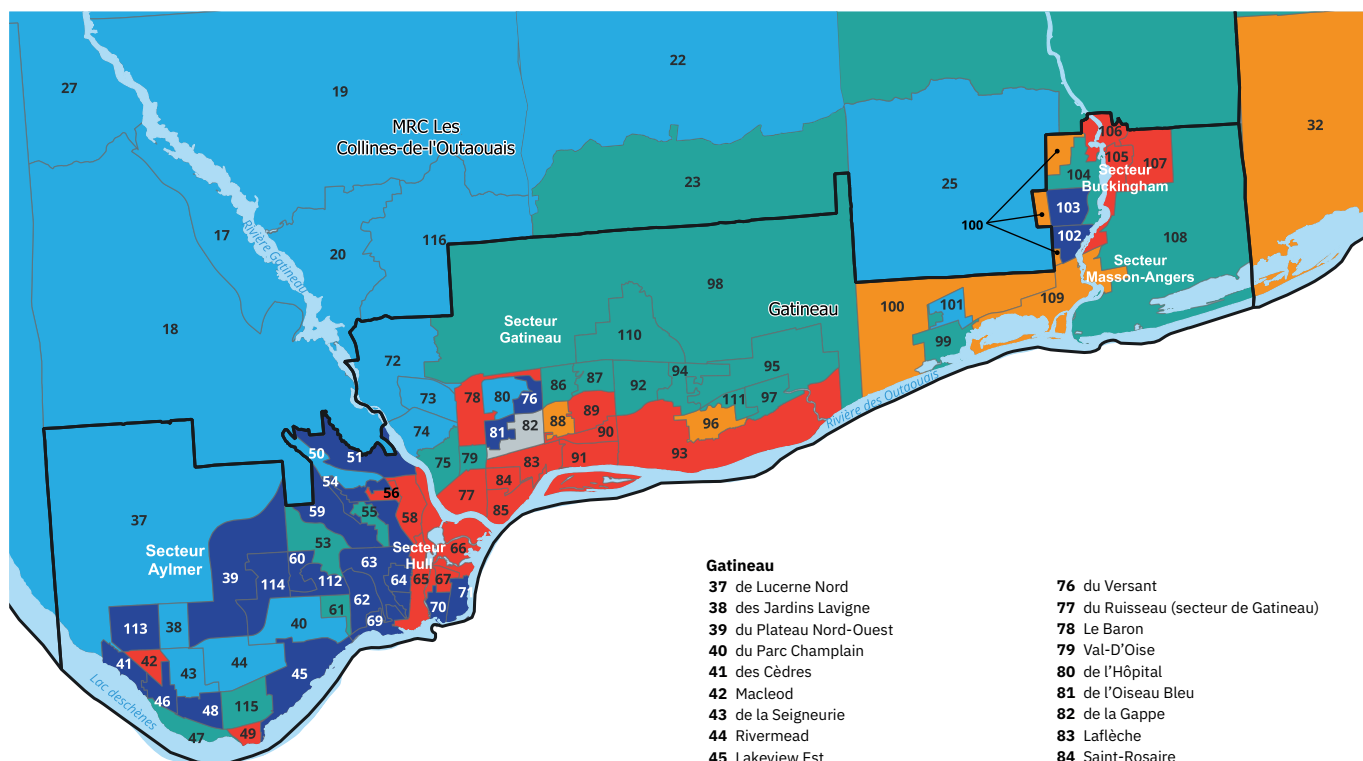 27
19
22
MRC Les
Collines-de-l'Outaouais
32
106
105
107
104
Secteur
Buckingham
23
25
103
100
102
17
Rivière Gatineau
20
116
108
Secteur
Masson-Angers
98
Gatineau
100
101
109
99
18
Secteur
Gatineau
110
72
95
94
73
78
80
76
86
87
92
111
97
Rivière des Outaouais
74
81
82
88
89
96
90
75
79
83
91
93
50
51
54
56
77
84
85
37
59
55
58
Secteur
Aylmer
53
Secteur
Hull
66
39
114
60
112
63
64
65
67
62
61
70
7
113
38
40
69
41
42
43
44
45
46
48
115
47
49
Lac deschênes
Gatineau
37 de Lucerne Nord
38 des Jardins Lavigne
39 du Plateau Nord-Ouest
40 du Parc Champlain
41 des Cèdres
42 Macleod
43 de la Seigneurie
44 Rivermead
45 Lakeview Est
76 du Versant
77 du Ruisseau (secteur de Gatineau)
78 Le Baron
79 Val-D'Oise
80 de l'Hôpital
81 de l'Oiseau Bleu
82 de la Gappe
83 Laflèche
84 Saint-Rosaire